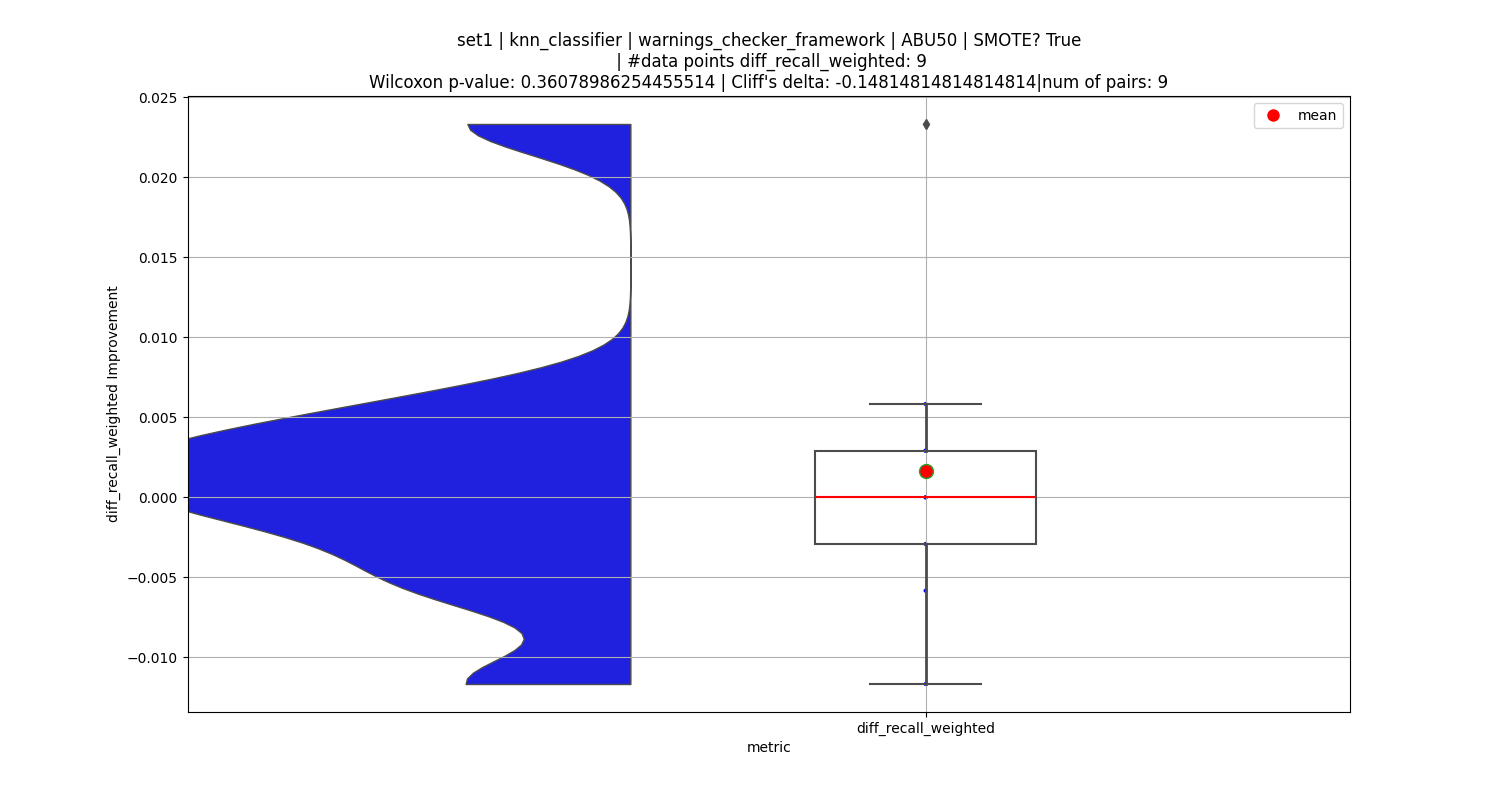 set1 | knn_classifier | warnings_checker_framework | ABU50 | SMOTE? True
| #data points diff_recall_weighted: 9
Wilcoxon p-value: 0.36078986254455514 | Cliff's delta: -0.14814814814814814|num of pairs: 9
0.025
mean
0.020
0.015
0.010
0.005
0.000
−0.005
−0.010
diff_recall_weighted Improvement
diff_recall_weighted
metric